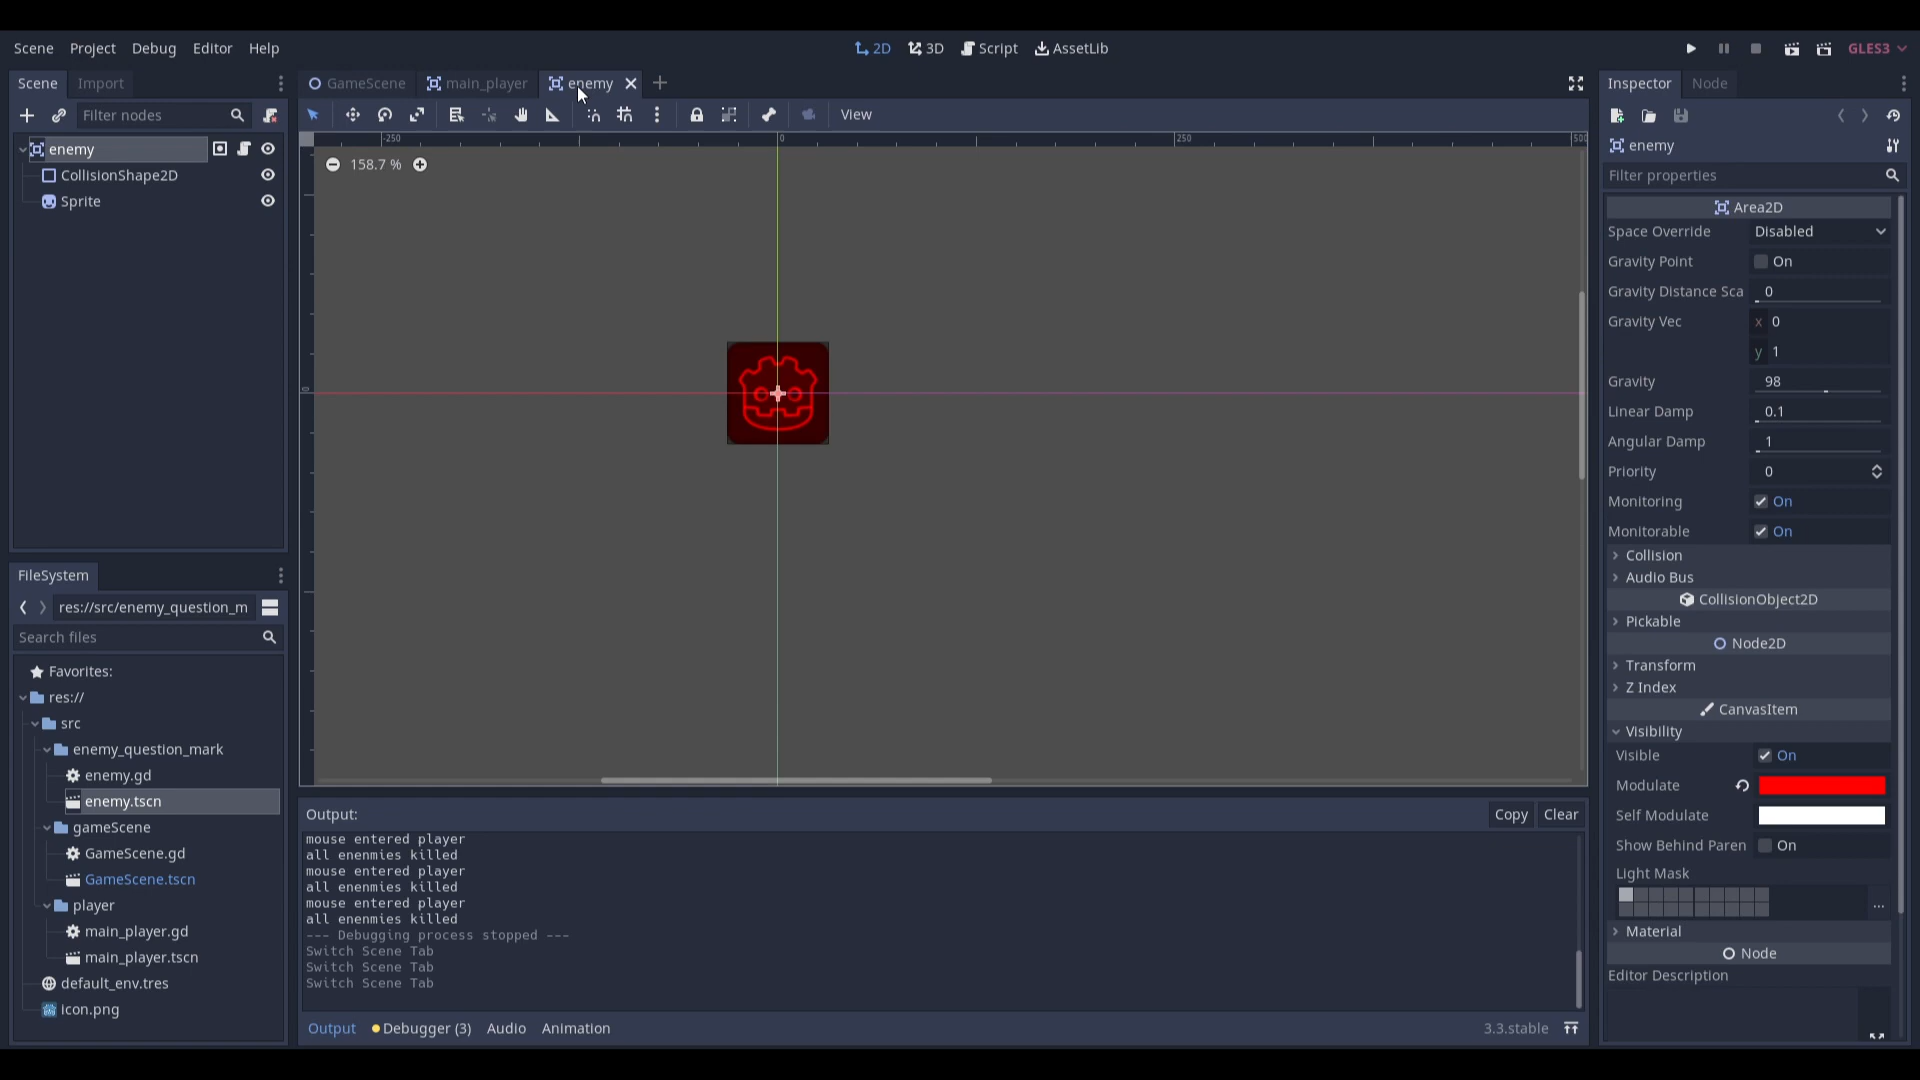 Scene Project Debug Editor Help
2D 3D Script AssetLib
GLES3
Scene Import
GameScene main_player enemy
Inspector Node
Filter nodes
View
enemy
CollisionShape2D
Sprite
-250 0 250 500
0
158.7 %
enemy
Filter properties
Area2D
Space Override Disabled
Gravity Point On
Gravity Distance Sca 0
Gravity Vec x 0
y 1
Gravity 98
Linear Damp 0.1
Angular Damp 1
Priority 0
Monitoring On
Monitorable On
Collision
Audio Bus
CollisionObject2D
Pickable
Node2D
Transform
Z Index
CanvasItem
Visibility
Visible On
Modulate
Self Modulate
Show Behind Paren On
Light Mask
...
Material
Node
Editor Description
FileSystem
res://src/enemy_question_m
Search files
Favorites:
res://
src
enemy_question_mark
enemy.gd
enemy.tscn
gameScene
GameScene.gd
GameScene.tscn
player
main_player.gd
main_player.tscn
default_env.tres
icon.png
Output:
Copy Clear
mouse entered player
all enenmies killed
mouse entered player
all enenmies killed
mouse entered player
all enenmies killed
--- Debugging process stopped ---
Switch Scene Tab
Switch Scene Tab
Switch Scene Tab
Output Debugger (3) Audio Animation
3.3.stable